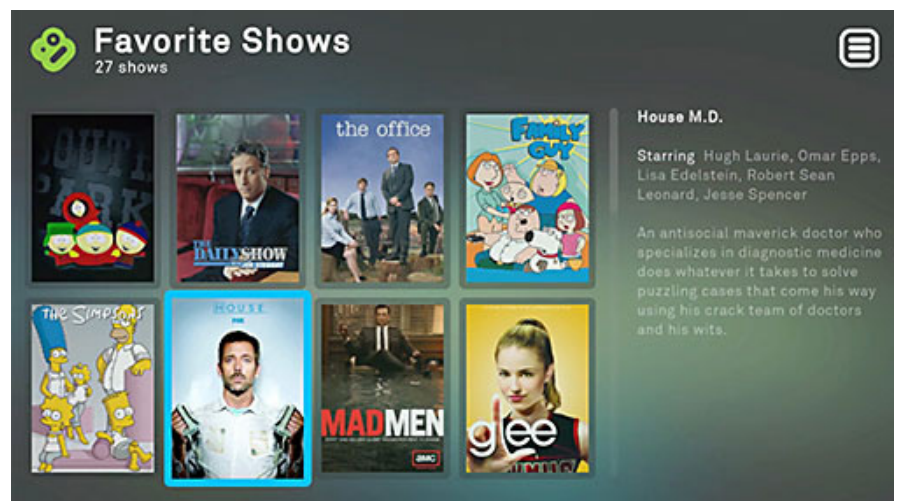 Favorite Shows
27 shows
SOUTH
PARK
THE
DAILY SHOW
the office
FAMILY
GUY
THE SIMPSONS
HOUSE
FOX
MADMEN
AMC
glee
House M.D.
Starring Hugh Laurie, Omar Epps,
Lisa Edelstein, Robert Sean
Leonard, Jesse Spencer
An antisocial maverick doctor who
specializes in diagnostic medicine
does whatever it takes to solve
puzzling cases that come his way
using his crack team of doctors
and his wits.